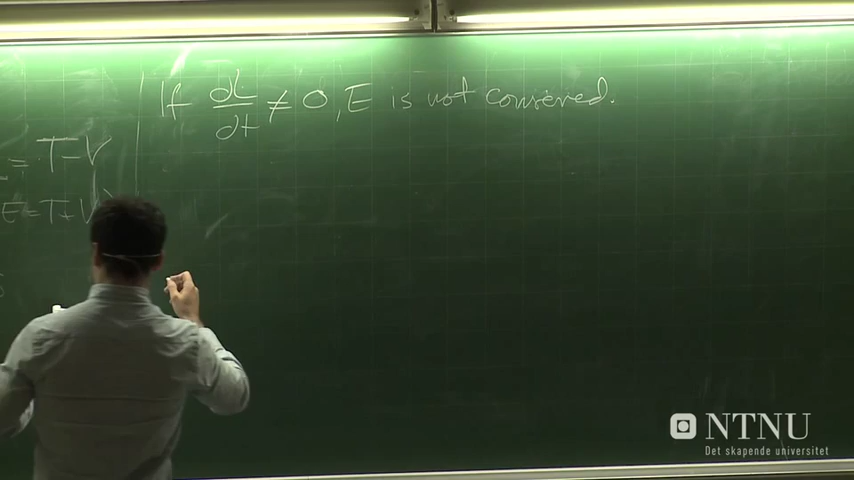 If dL/dt ≠ 0, E is not conserved.
= T-V
E = T+V
NTNU
Det skapende universitet